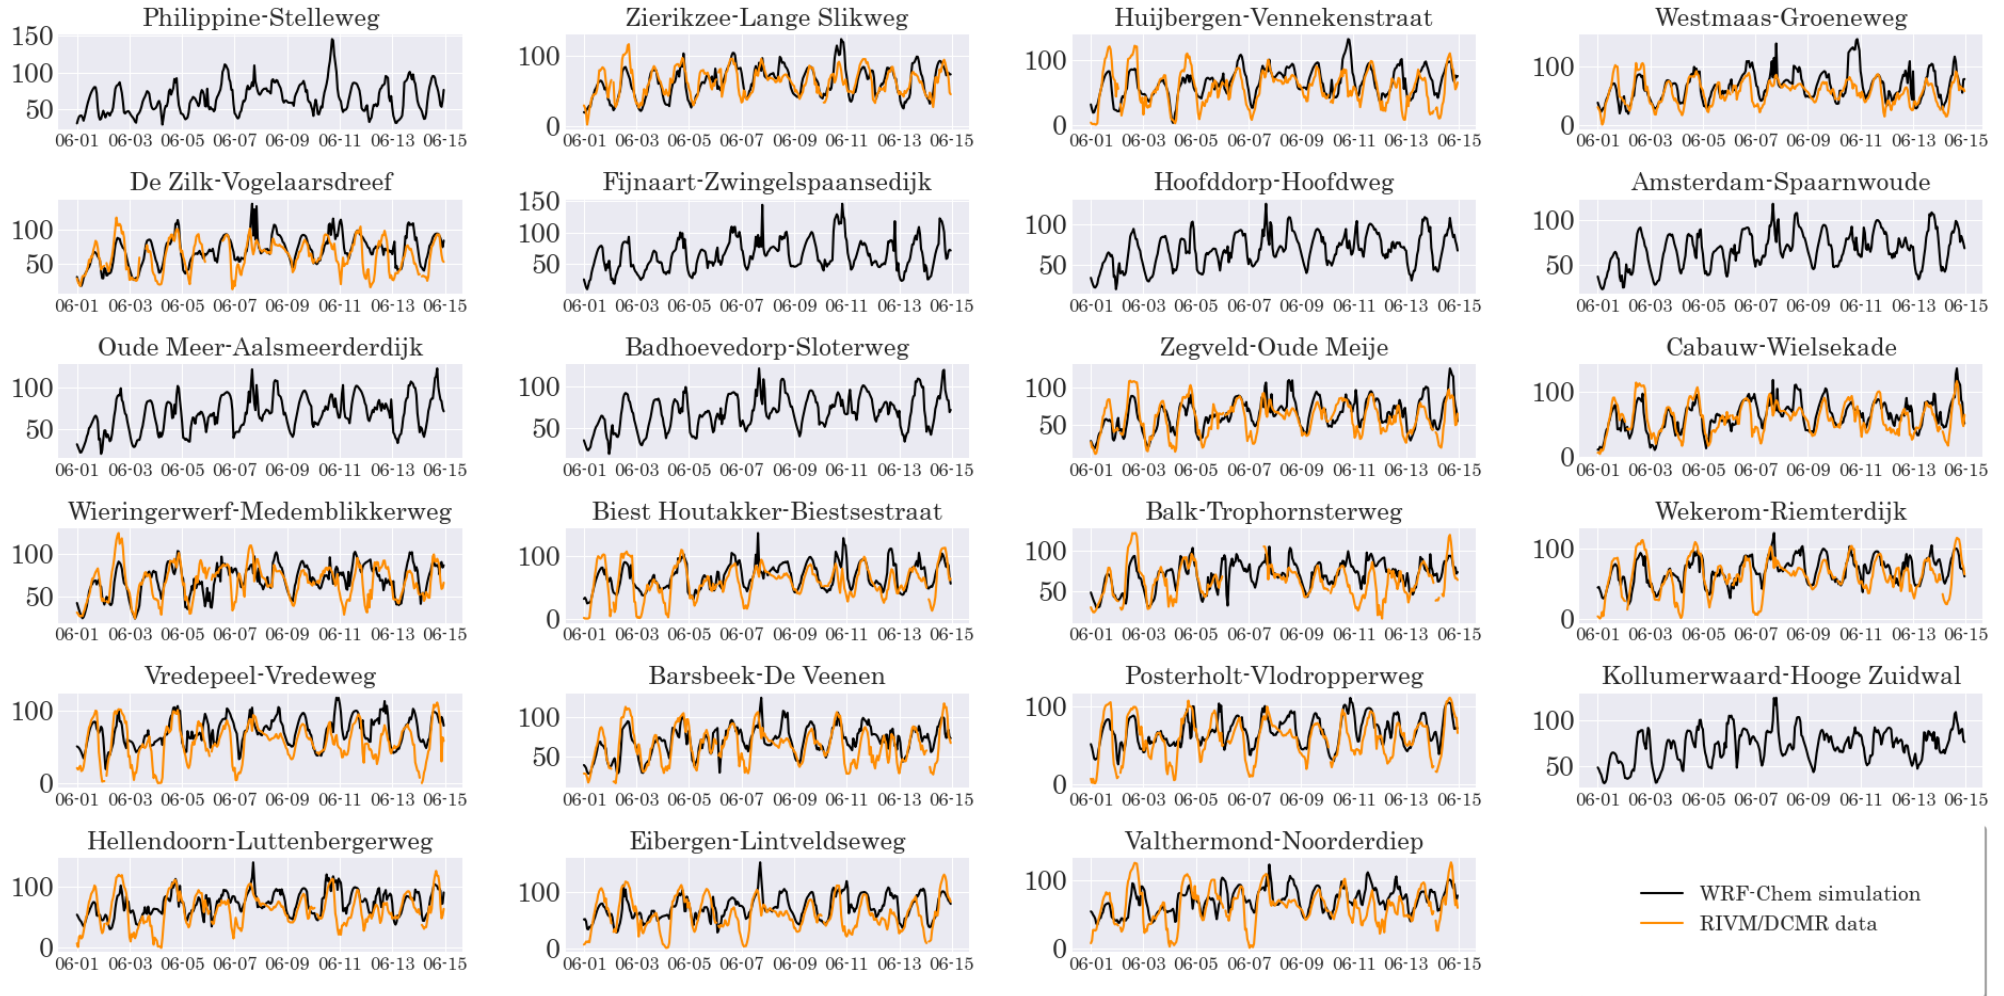 Philippine-Stelleweg
150
100
50
06-01 06-03 06-05 06-07 06-09 06-11 06-13 06-15
Zierikzee-Lange Slikweg
100
0
06-01 06-03 06-05 06-07 06-09 06-11 06-13 06-15
Huijbergen-Vennekenstraat
100
0
06-01 06-03 06-05 06-07 06-09 06-11 06-13 06-15
Westmaas-Groeneweg
100
0
06-01 06-03 06-05 06-07 06-09 06-11 06-13 06-15
De Zilk-Vogelaarsdreef
100
50
06-01 06-03 06-05 06-07 06-09 06-11 06-13 06-15
Fijnaart-Zwingelspaansedijk
150
100
50
06-01 06-03 06-05 06-07 06-09 06-11 06-13 06-15
Hoofddorp-Hoofdweg
100
50
06-01 06-03 06-05 06-07 06-09 06-11 06-13 06-15
Amsterdam-Spaarnwoude
100
50
06-01 06-03 06-05 06-07 06-09 06-11 06-13 06-15
Oude Meer-Aalsmeerderdijk
100
50
06-01 06-03 06-05 06-07 06-09 06-11 06-13 06-15
Badhoevedorp-Sloterweg
100
50
06-01 06-03 06-05 06-07 06-09 06-11 06-13 06-15
Zegveld-Oude Meije
100
50
06-01 06-03 06-05 06-07 06-09 06-11 06-13 06-15
Cabauw-Wielsekade
100
0
06-01 06-03 06-05 06-07 06-09 06-11 06-13 06-15
Wieringerwerf-Medemblikkerweg
100
50
06-01 06-03 06-05 06-07 06-09 06-11 06-13 06-15
Biest Houtakker-Biestsestraat
100
0
06-01 06-03 06-05 06-07 06-09 06-11 06-13 06-15
Balk-Trophornsterweg
100
50
06-01 06-03 06-05 06-07 06-09 06-11 06-13 06-15
Wekerom-Riemterdijk
100
0
06-01 06-03 06-05 06-07 06-09 06-11 06-13 06-15
Vredepeel-Vredeweg
100
0
06-01 06-03 06-05 06-07 06-09 06-11 06-13 06-15
Barsbeek-De Veenen
100
50
06-01 06-03 06-05 06-07 06-09 06-11 06-13 06-15
Posterholt-Vlodropperweg
100
0
06-01 06-03 06-05 06-07 06-09 06-11 06-13 06-15
Kollumerwaard-Hooge Zuidwal
100
50
06-01 06-03 06-05 06-07 06-09 06-11 06-13 06-15
Hellendoorn-Luttenbergerweg
100
0
06-01 06-03 06-05 06-07 06-09 06-11 06-13 06-15
Eibergen-Lintveldseweg
100
0
06-01 06-03 06-05 06-07 06-09 06-11 06-13 06-15
Valthermond-Noorderdiep
100
0
06-01 06-03 06-05 06-07 06-09 06-11 06-13 06-15
WRF-Chem simulation
RIVM/DCMR data